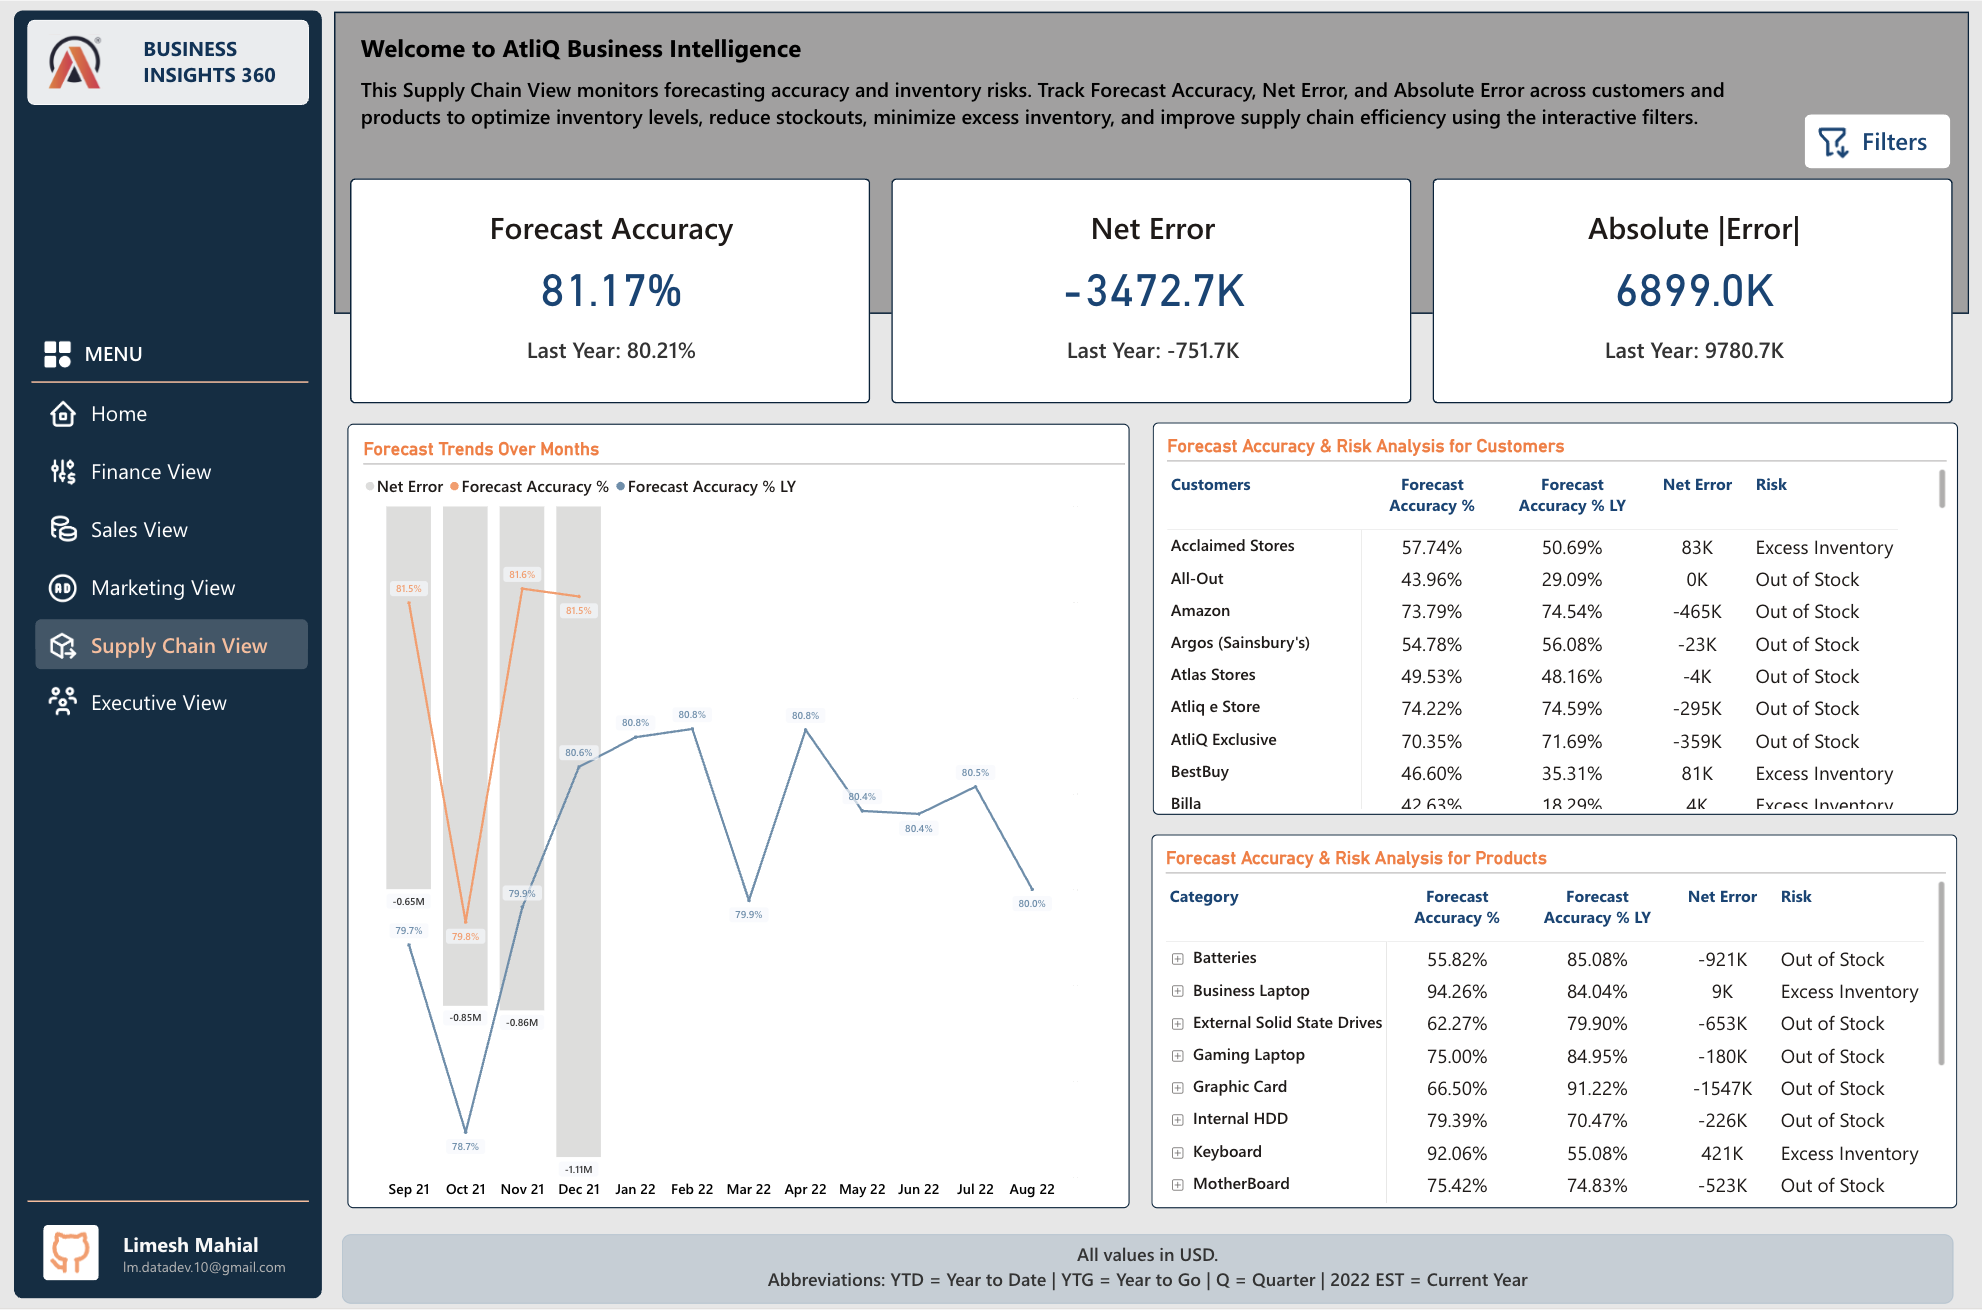 BUSINESS
INSIGHTS 360
MENU
Home
Finance View
Sales View
Marketing View
Supply Chain View
Executive View
Limesh Mahial
lm.datadev.10@gmail.com
Welcome to AtliQ Business Intelligence
This Supply Chain View monitors forecasting accuracy and inventory risks. Track Forecast Accuracy, Net Error, and Absolute Error across customers and
products to optimize inventory levels, reduce stockouts, minimize excess inventory, and improve supply chain efficiency using the interactive filters.
Filters
Forecast Accuracy
81.17%
Last Year: 80.21%
Net Error
-3472.7K
Last Year: -751.7K
Absolute |Error|
6899.0K
Last Year: 9780.7K
Forecast Trends Over Months
Net Error Forecast Accuracy % Forecast Accuracy % LY
81.5% 81.6% 81.5%
80.6% 80.8% 80.8% 80.8% 80.5%
80.4% 80.4%
79.9% 79.9% 80.0%
-0.65M
79.7% 79.8%
-0.85M -0.86M
78.7%
-1.11M
Sep 21 Oct 21 Nov 21 Dec 21 Jan 22 Feb 22 Mar 22 Apr 22 May 22 Jun 22 Jul 22 Aug 22
Forecast Accuracy & Risk Analysis for Customers
Customers Forecast Accuracy % Forecast Accuracy % LY Net Error Risk
Acclaimed Stores 57.74% 50.69% 83K Excess Inventory
All-Out 43.96% 29.09% 0K Out of Stock
Amazon 73.79% 74.54% -465K Out of Stock
Argos (Sainsbury's) 54.78% 56.08% -23K Out of Stock
Atlas Stores 49.53% 48.16% -4K Out of Stock
Atliq e Store 74.22% 74.59% -295K Out of Stock
AtliQ Exclusive 70.35% 71.69% -359K Out of Stock
BestBuy 46.60% 35.31% 81K Excess Inventory
Billa 42.63% 18.29% 4K Excess Inventory
Forecast Accuracy & Risk Analysis for Products
Category Forecast Accuracy % Forecast Accuracy % LY Net Error Risk
Batteries 55.82% 85.08% -921K Out of Stock
Business Laptop 94.26% 84.04% 9K Excess Inventory
External Solid State Drives 62.27% 79.90% -653K Out of Stock
Gaming Laptop 75.00% 84.95% -180K Out of Stock
Graphic Card 66.50% 91.22% -1547K Out of Stock
Internal HDD 79.39% 70.47% -226K Out of Stock
Keyboard 92.06% 55.08% 421K Excess Inventory
MotherBoard 75.42% 74.83% -523K Out of Stock
All values in USD.
Abbreviations: YTD = Year to Date | YTG = Year to Go | Q = Quarter | 2022 EST = Current Year